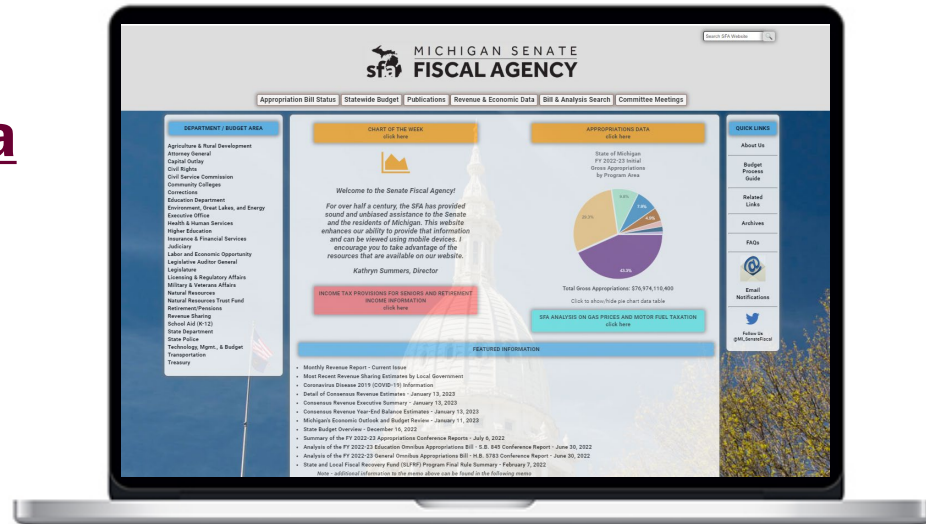 a
Search SFA Website
MICHIGAN SENATE
sfa FISCAL AGENCY
Appropriation Bill Status
Statewide Budget
Publications
Revenue & Economic Data
Bill & Analysis Search
Committee Meetings
DEPARTMENT / BUDGET AREA
Agriculture & Rural Development
Attorney General
Capital Outlay
Civil Rights
Civil Service Commission
Community Colleges
Corrections
Education Department
Environment, Great Lakes, and Energy
Executive Office
Health & Human Services
Higher Education
Insurance & Financial Services
Judiciary
Labor and Economic Opportunity
Legislative Auditor General
Legislature
Licensing & Regulatory Affairs
Military & Veterans Affairs
Natural Resources
Natural Resources Trust Fund
Retirement/Pensions
Revenue Sharing
School Aid (K-12)
State Department
State Police
Technology, Mgmt., & Budget
Transportation
Treasury
CHART OF THE WEEK
click here
Welcome to the Senate Fiscal Agency!
For over half a century, the SFA has provided
sound and unbiased assistance to the Senate
and the residents of Michigan. This website
enhances our ability to provide that information
and can be viewed using mobile devices. I
encourage you to take advantage of the
resources that are available on our website.
Kathryn Summers, Director
INCOME TAX PROVISIONS FOR SENIORS AND RETIREMENT
INCOME INFORMATION
click here
APPROPRIATIONS DATA
click here
State of Michigan
FY 2022-23 Initial
Gross Appropriations
by Program Area
Total Gross Appropriations: $76,974,110,400
Click to show/hide pie chart data table
SFA ANALYSIS ON GAS PRICES AND MOTOR FUEL TAXATION
click here
FEATURED INFORMATION
• Monthly Revenue Report - Current Issue
• Most Recent Revenue Sharing Estimates by Local Government
• Coronavirus Disease 2019 (COVID-19) Information
• Detail of Consensus Revenue Estimates - January 13, 2023
• Consensus Revenue Executive Summary - January 13, 2023
• Consensus Revenue Year-End Balance Estimates - January 13, 2023
• Michigan's Economic Outlook and Budget Review - January 11, 2023
• State Budget Overview - December 16, 2022
• Summary of the FY 2022-23 Appropriations Conference Reports - July 6, 2022
• Analysis of the FY 2022-23 Education Omnibus Appropriations Bill - S.B. 845 Conference Report - June 30, 2022
• Analysis of the FY 2022-23 General Omnibus Appropriations Bill - H.B. 5783 Conference Report - June 30, 2022
• State and Local Fiscal Recovery Fund (SLFRF) Program Final Rule Summary - February 7, 2022
Note - additional information to the memo above can be found in the following memo
QUICK LINKS
About Us
Budget
Process
Guide
Related
Links
Archives
FAQs
Email
Notifications
Follow Us
@MI_SenateFiscal